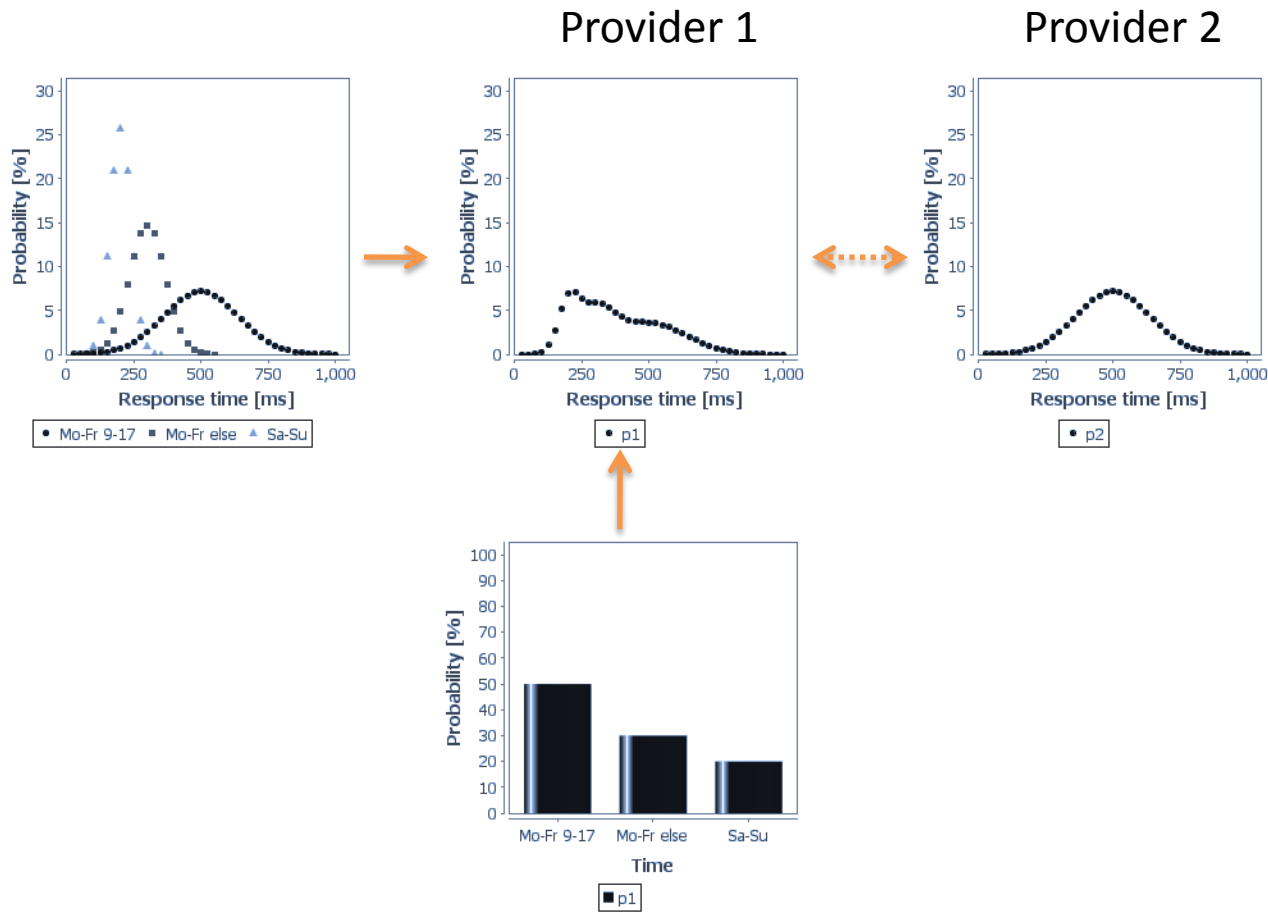 Provider 1
Provider 2
30
25
20
15
10
5
0
Probability [%]
0 250 500 750 1,000
Response time [ms]
Mo-Fr 9-17 Mo-Fr else Sa-Su
30
25
20
15
10
5
0
Probability [%]
0 250 500 750 1,000
Response time [ms]
p1
30
25
20
15
10
5
0
Probability [%]
0 250 500 750 1,000
Response time [ms]
p2
100
90
80
70
60
50
40
30
20
10
0
Probability [%]
Mo-Fr 9-17 Mo-Fr else Sa-Su
Time
p1